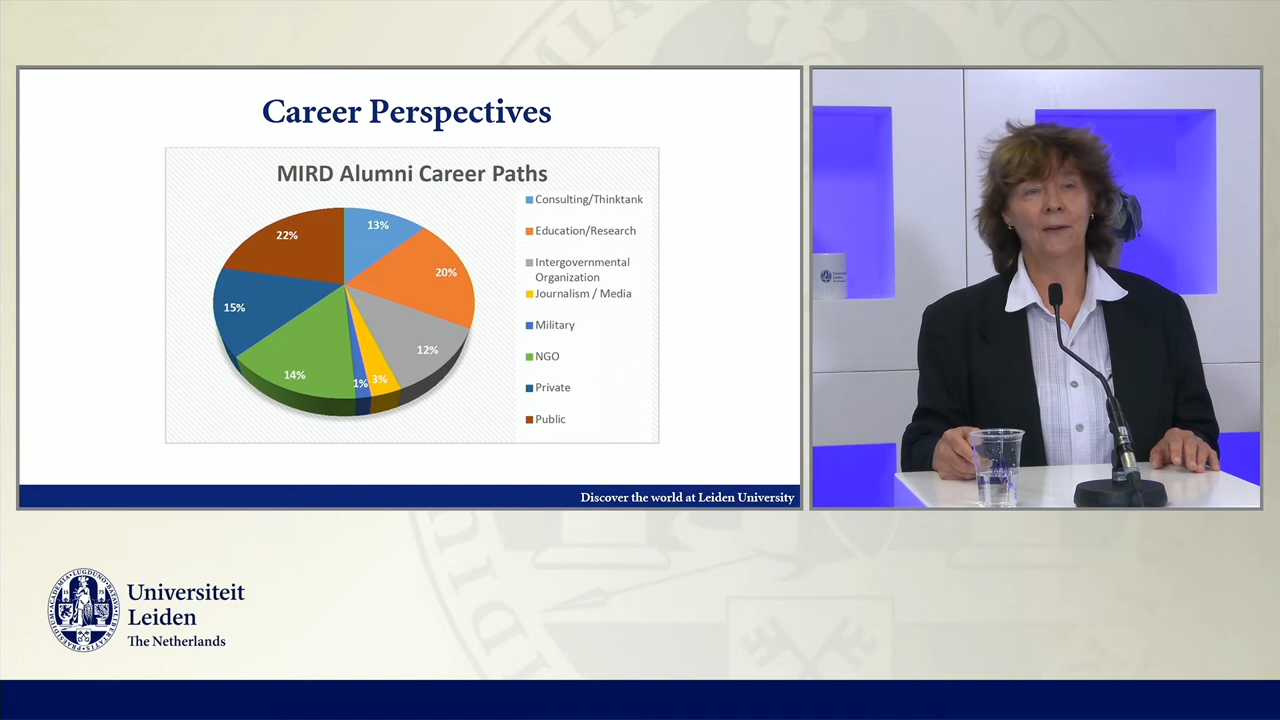 Career Perspectives
MIRD Alumni Career Paths
13%
20%
12%
3%
1%
14%
15%
22%
Consulting/Thinktank
Education/Research
Intergovernmental
Organization
Journalism / Media
Military
NGO
Private
Public
Discover the world at Leiden University
Universiteit
Leiden
The Netherlands